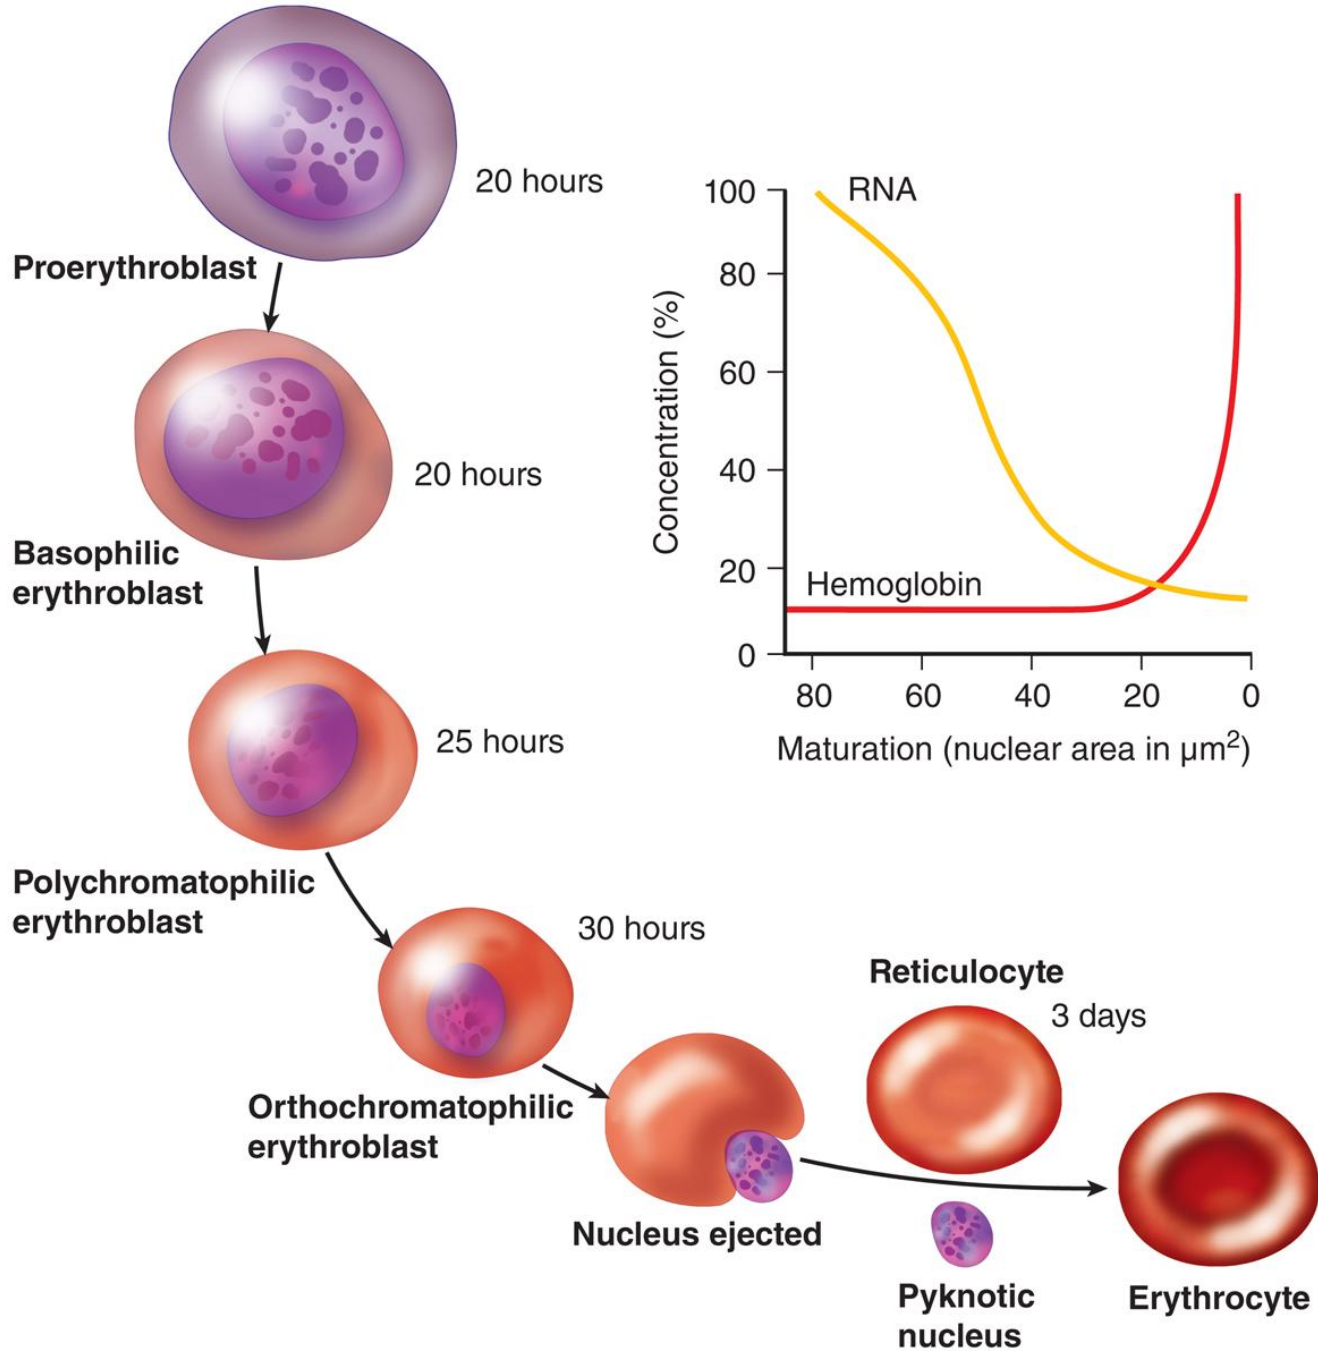 20 hours
Proerythroblast
20 hours
Basophilic
erythroblast
25 hours
Polychromatophilic
erythroblast
30 hours
Orthochromatophilic
erythroblast
Nucleus ejected
Reticulocyte
3 days
Pyknotic
nucleus
Erythrocyte
Concentration (%)
100
80
60
40
20
0
RNA
Hemoglobin
80 60 40 20 0
Maturation (nuclear area in µm²)